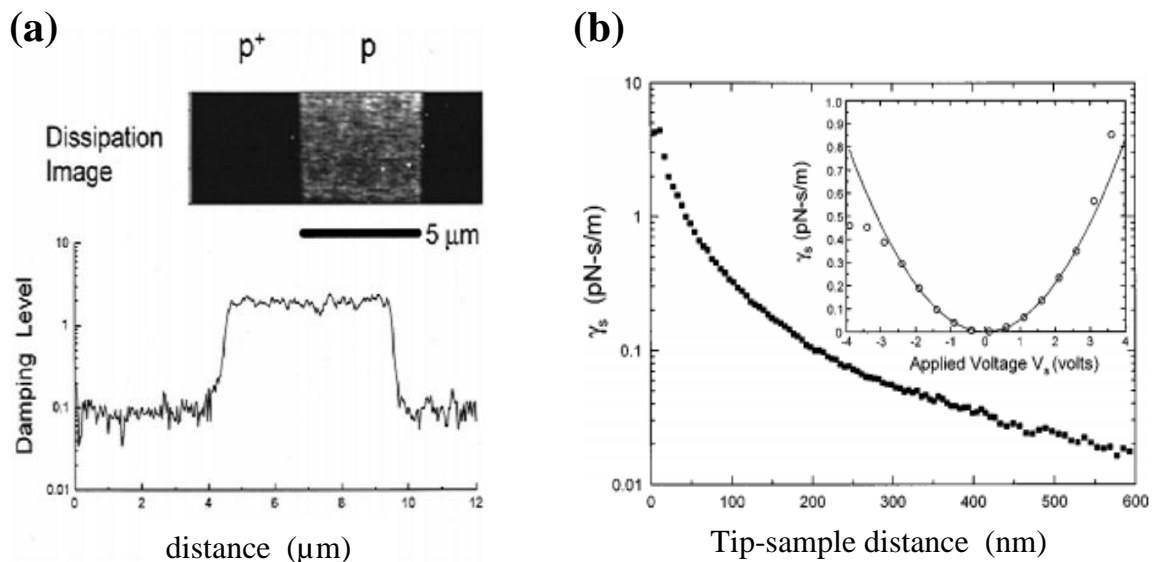 (a)
p+ p
Dissipation
Image
5 μm
Damping Level
10
1
0.1
0.01
0 2 4 6 8 10 12
distance (μm)
(b)
γs (pN-s/m)
10
1
0.1
0.01
0 100 200 300 400 500 600
Tip-sample distance (nm)
γs (pN-s/m)
1.0
0.9
0.8
0.7
0.6
0.5
0.4
0.3
0.2
0.1
0
-4 -3 -2 -1 0 1 2 3 4
Applied Voltage Vs (volts)